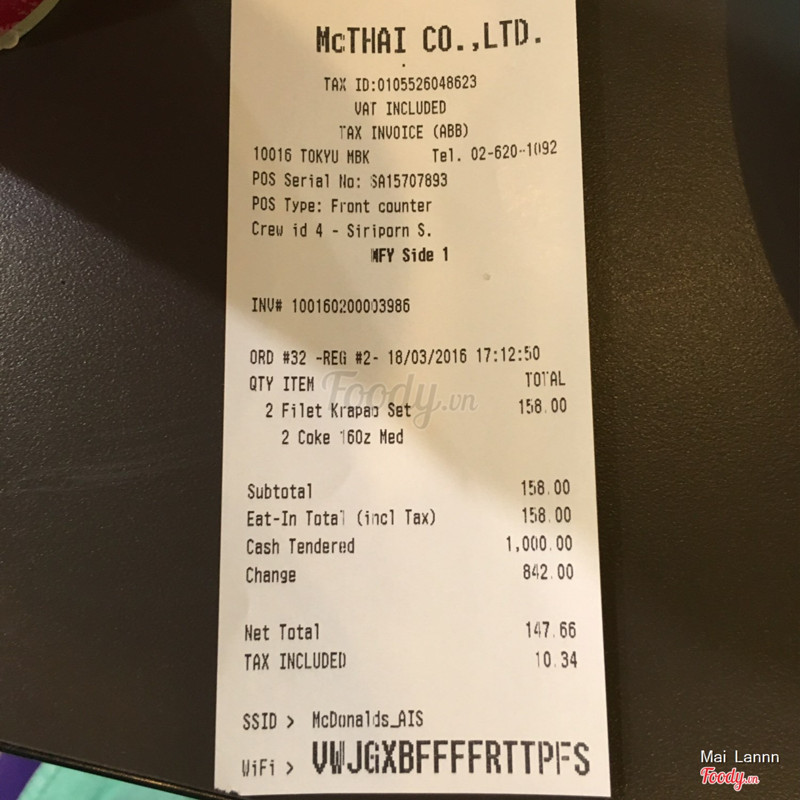 McTHAI CO.,LTD.
TAX ID:0105526048623
VAT INCLUDED
TAX INVOICE (ABB)
10016 TOKYU MBK Tel. 02-620-1092
POS Serial No: SA15707893
POS Type: Front counter
Crew id 4 - Siriporn S.
MFY Side 1
INV# 100160200003986
ORD #32 -REG #2- 18/03/2016 17:12:50
QTY ITEM TOTAL
2 Filet Krapao Set 158.00
2 Coke 16Oz Med
Subtotal 158.00
Eat-In Total (incl Tax) 158.00
Cash Tendered 1,000.00
Change 842.00
Net Total 147.66
TAX INCLUDED 10.34
SSID > McDonalds_AIS
WiFi > VWJGXBFFFFRTTPFS
Foody.vn
Mai Lannn
Foody.vn